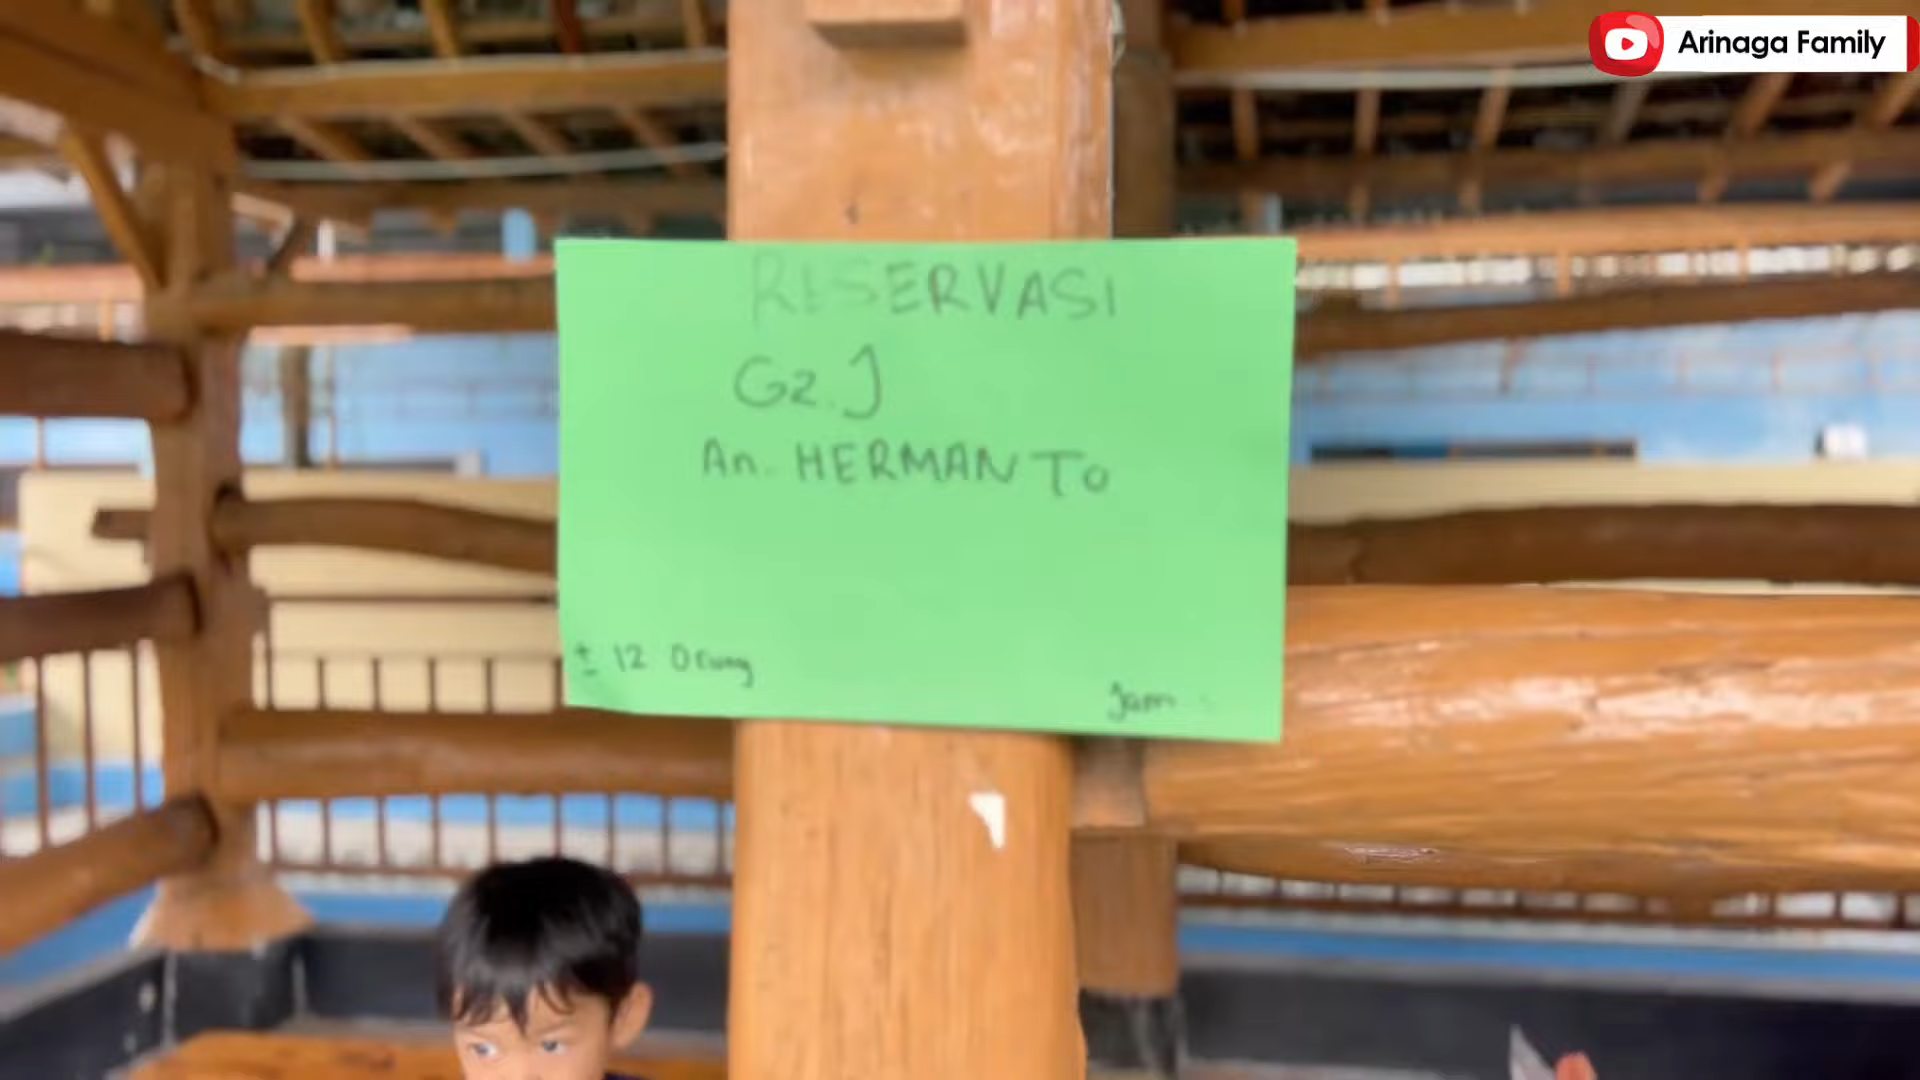 Arinaga Family
RESERVASI
Gz. J
An. HERMANTO
± 12 Orang
Jam :